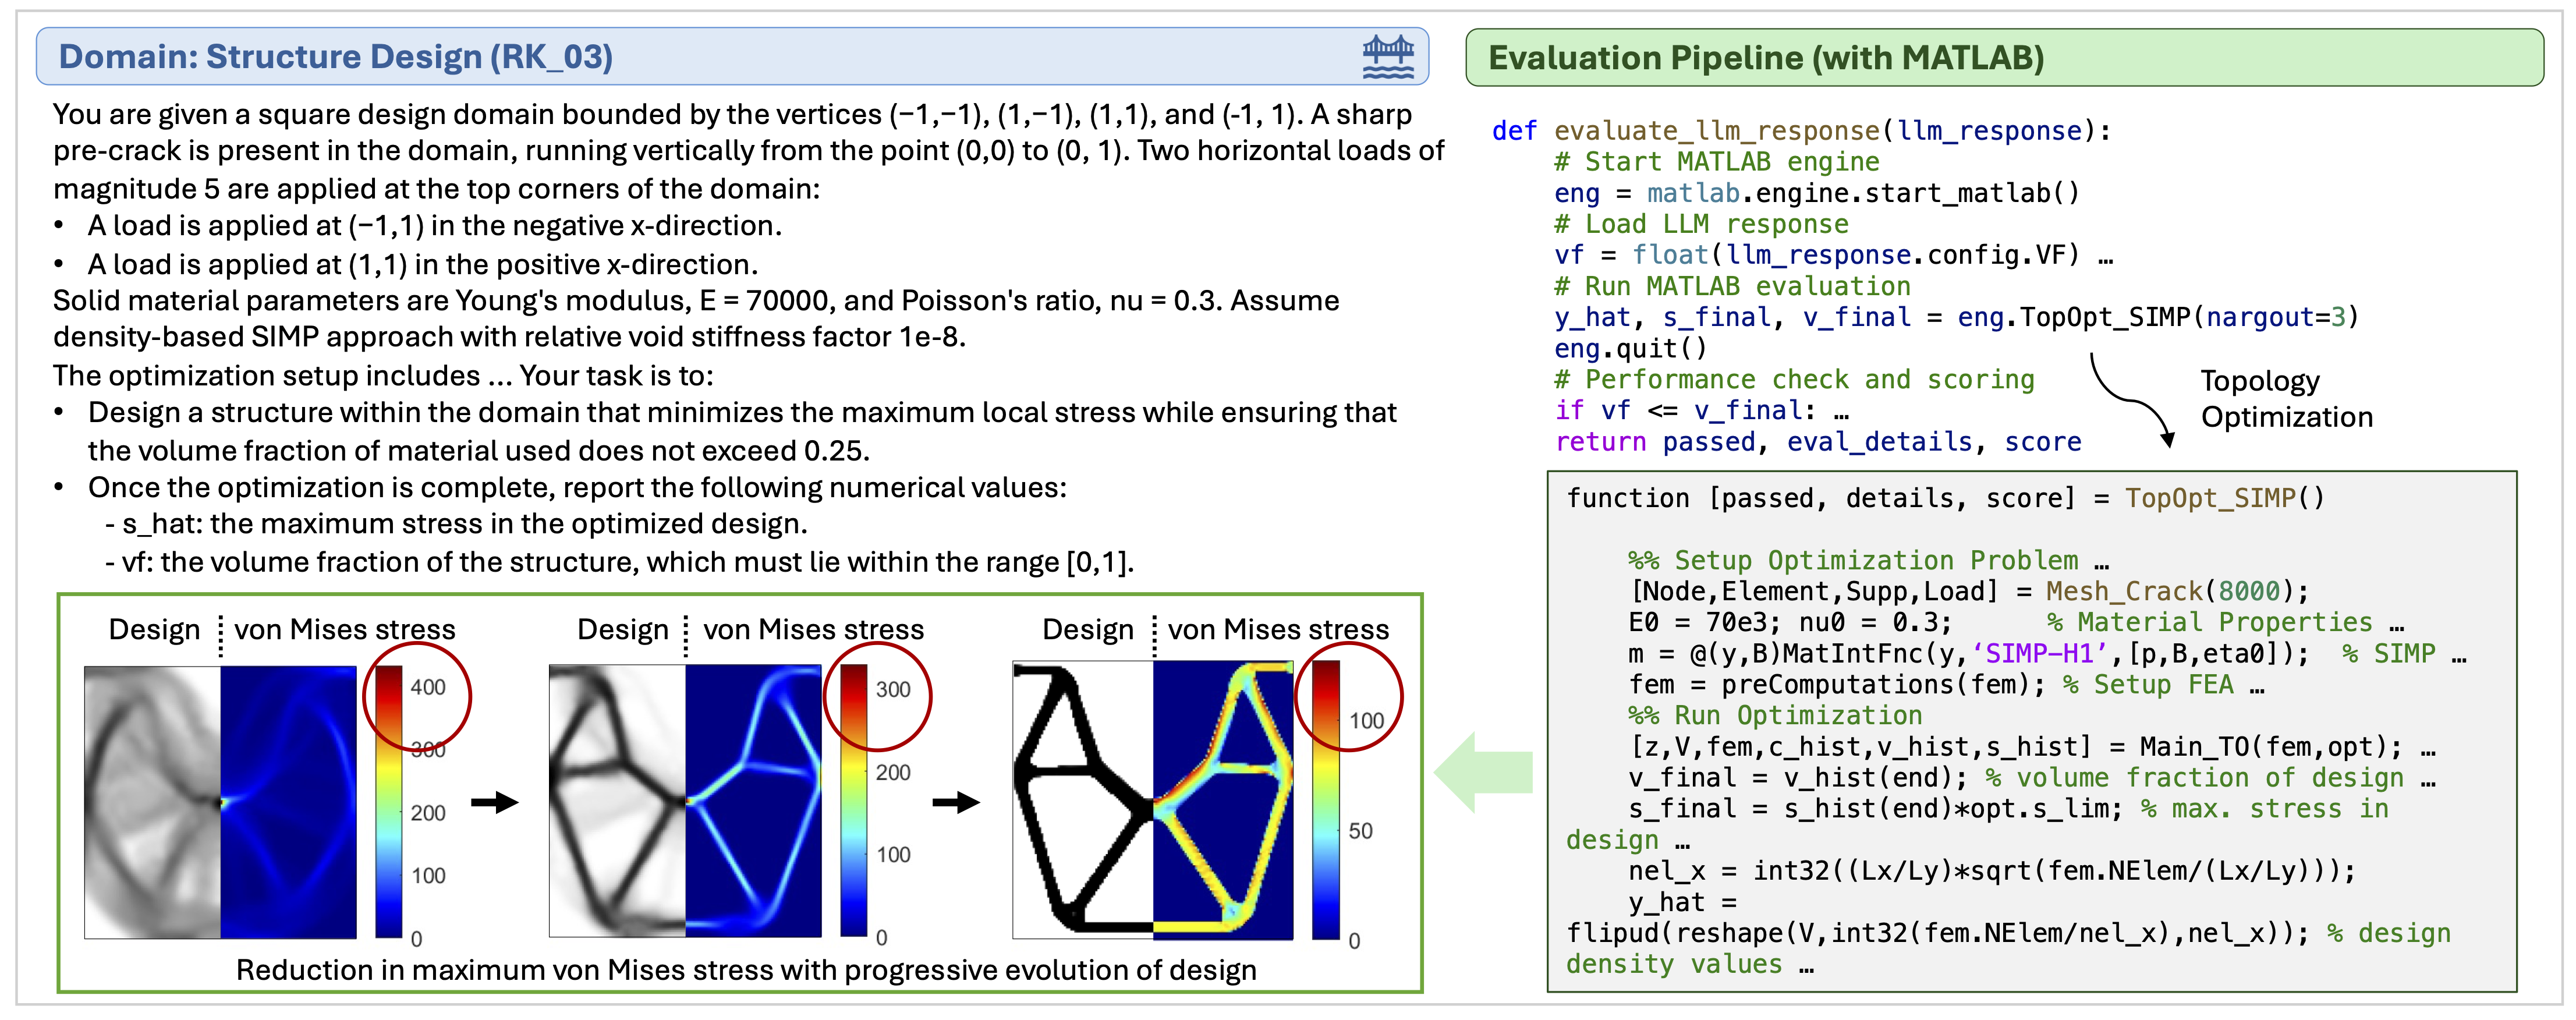 Domain: Structure Design (RK_03)
You are given a square design domain bounded by the vertices (−1,−1), (1,−1), (1,1), and (-1, 1). A sharp
pre-crack is present in the domain, running vertically from the point (0,0) to (0, 1). Two horizontal loads of
magnitude 5 are applied at the top corners of the domain:
• A load is applied at (−1,1) in the negative x-direction.
• A load is applied at (1,1) in the positive x-direction.
Solid material parameters are Young's modulus, E = 70000, and Poisson's ratio, nu = 0.3. Assume
density-based SIMP approach with relative void stiffness factor 1e-8.
The optimization setup includes ... Your task is to:
• Design a structure within the domain that minimizes the maximum local stress while ensuring that
the volume fraction of material used does not exceed 0.25.
• Once the optimization is complete, report the following numerical values:
- s_hat: the maximum stress in the optimized design.
- vf: the volume fraction of the structure, which must lie within the range [0,1].
Design von Mises stress
400
300
200
100
0
Design von Mises stress
300
200
100
0
Design von Mises stress
100
50
0
Reduction in maximum von Mises stress with progressive evolution of design
Evaluation Pipeline (with MATLAB)
def evaluate_llm_response(llm_response):
# Start MATLAB engine
eng = matlab.engine.start_matlab()
# Load LLM response
vf = float(llm_response.config.VF) …
# Run MATLAB evaluation
y_hat, s_final, v_final = eng.TopOpt_SIMP(nargout=3)
eng.quit()
# Performance check and scoring
if vf <= v_final: …
return passed, eval_details, score
Topology
Optimization
function [passed, details, score] = TopOpt_SIMP()
%% Setup Optimization Problem …
[Node,Element,Supp,Load] = Mesh_Crack(8000);
E0 = 70e3; nu0 = 0.3; % Material Properties …
m = @(y,B)MatIntFnc(y,‘SIMP-H1’,[p,B,eta0]); % SIMP …
fem = preComputations(fem); % Setup FEA …
%% Run Optimization
[z,V,fem,c_hist,v_hist,s_hist] = Main_TO(fem,opt); …
v_final = v_hist(end); % volume fraction of design …
s_final = s_hist(end)*opt.s_lim; % max. stress in
design …
nel_x = int32((Lx/Ly)*sqrt(fem.NElem/(Lx/Ly)));
y_hat =
flipud(reshape(V,int32(fem.NElem/nel_x),nel_x)); % design
density values …